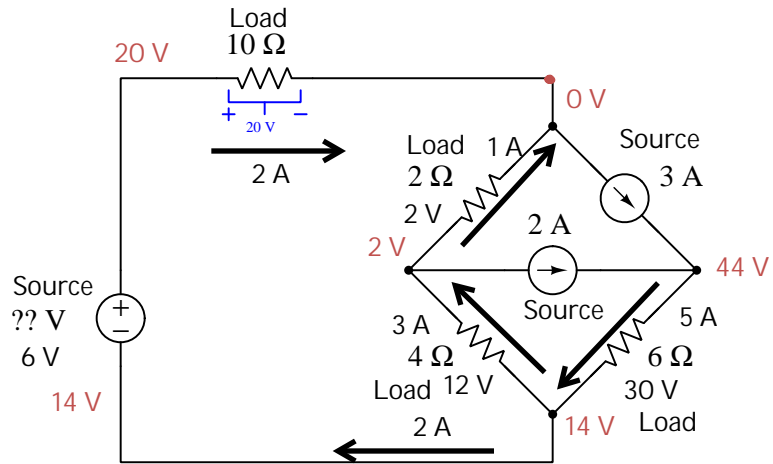 Load
10 Ω
20 V
+ 20 V −
0 V
2 A
Load
2 Ω
2 V
1 A
Source
3 A
2 A
2 V
44 V
Source
Source
?? V
+
−
6 V
3 A
4 Ω
Load 12 V
5 A
6 Ω
30 V
Load
14 V
14 V
2 A